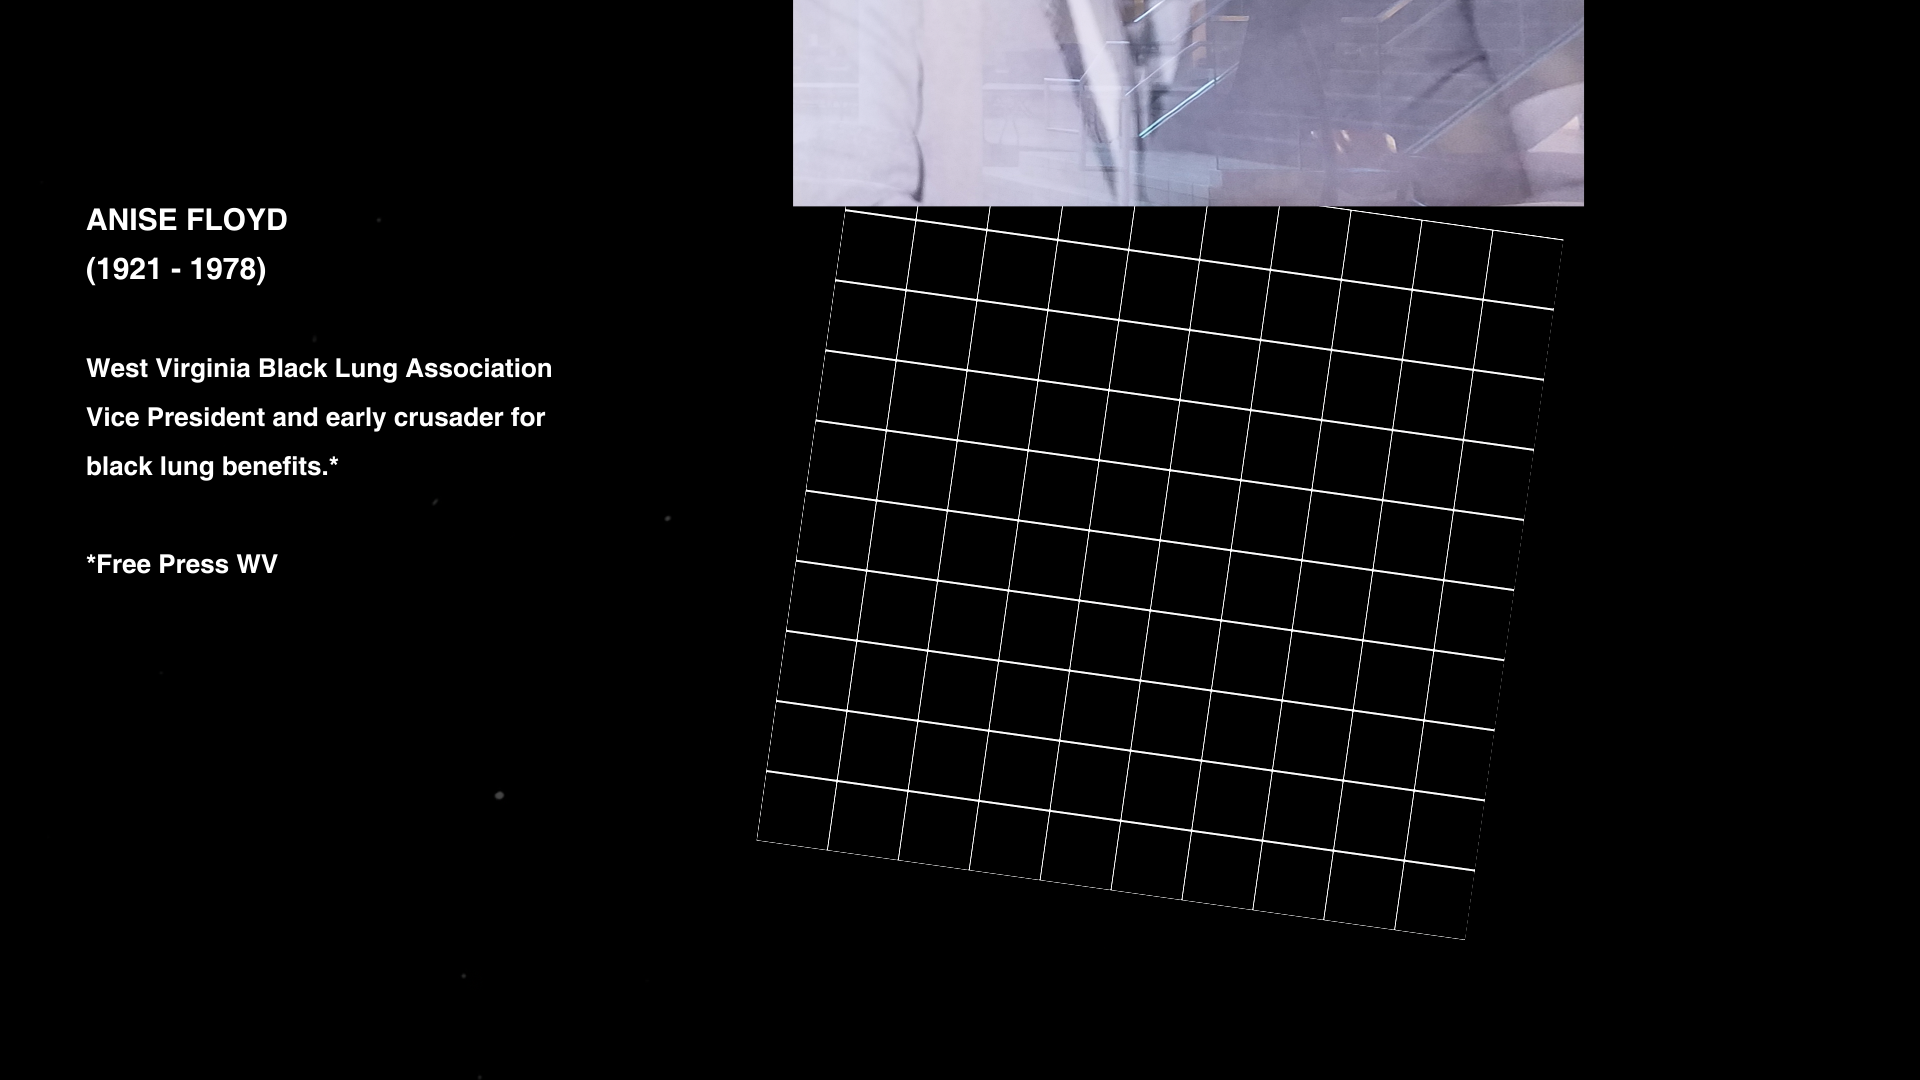 ANISE FLOYD
(1921 - 1978)
West Virginia Black Lung Association
Vice President and early crusader for
black lung benefits.*
*Free Press WV